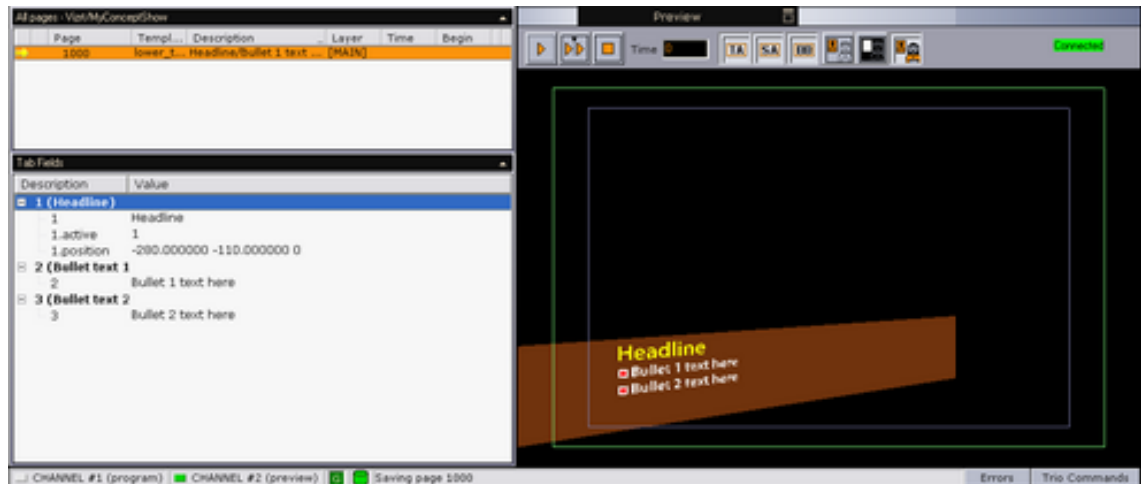 All pages - Vizrt/MyConceptShow
Page Templ... Description Layer Time Begin
1000 lower_t... Headline/Bullet 1 text ... [MAIN]
Tab Fields
Description Value
1 (Headline)
1 Headline
1.active 1
1.position -280.000000 -110.000000 0
2 (Bullet text 1
2 Bullet 1 text here
3 (Bullet text 2
3 Bullet 2 text here
Preview
Time 0
TA SA BB
Connected
Headline
Bullet 1 text here
Bullet 2 text here
CHANNEL #1 (program) CHANNEL #2 (preview) Saving page 1000
Errors Trio Commands